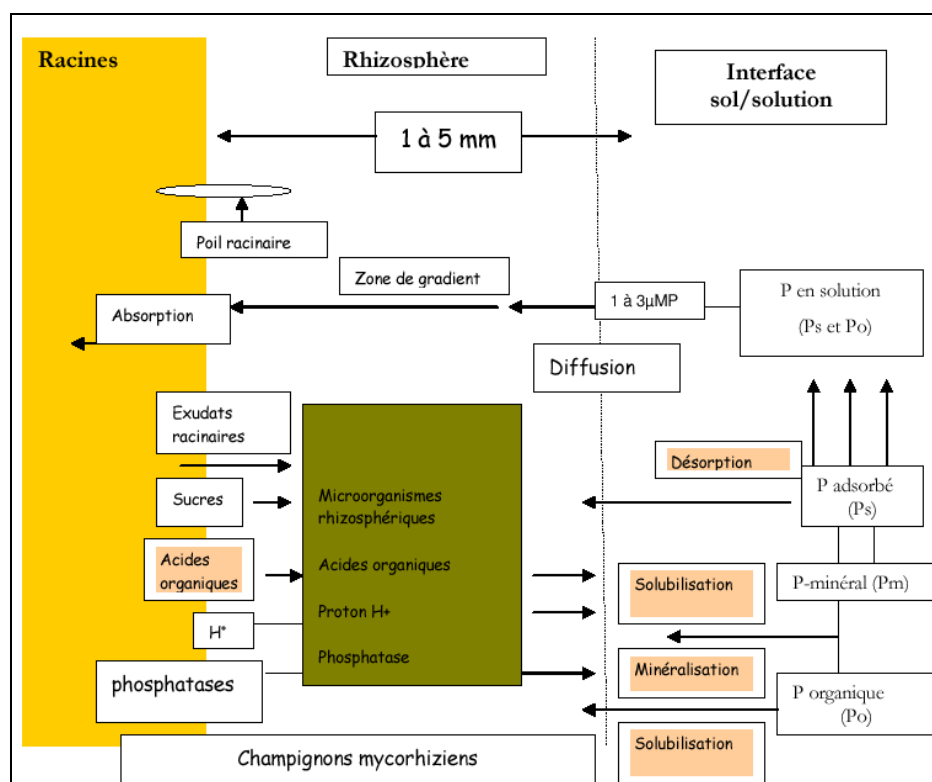 Racines
Rhizosphère
Interface
sol/solution
1 à 5 mm
Poil racinaire
Zone de gradient
1 à 3µMP
P en solution
(Ps et Po)
Absorption
Diffusion
Exudats
racinaires
Désorption
Sucres
P adsorbé
(Ps)
Microorganismes
rhizosphériques
Acides
organiques
Acides organiques
Solubilisation
P-minéral (Pm)
H+
Proton H+
Phosphatase
phosphatases
Minéralisation
P organique
(Po)
Champignons mycorhiziens
Solubilisation